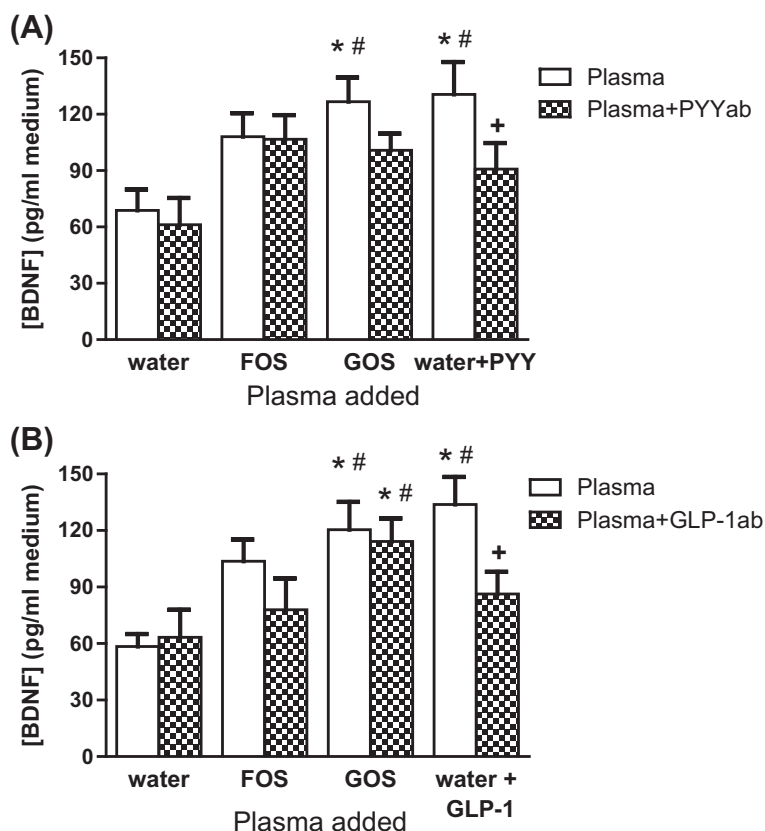 (A)
* #
* #
+
150
120
90
60
30
0
[BDNF] (pg/ml medium)
Plasma
Plasma+PYYab
water
FOS
GOS
water+PYY
Plasma added
(B)
* #
* #
* #
+
150
120
90
60
30
0
[BDNF] (pg/ml medium)
Plasma
Plasma+GLP-1ab
water
FOS
GOS
water +
GLP-1
Plasma added